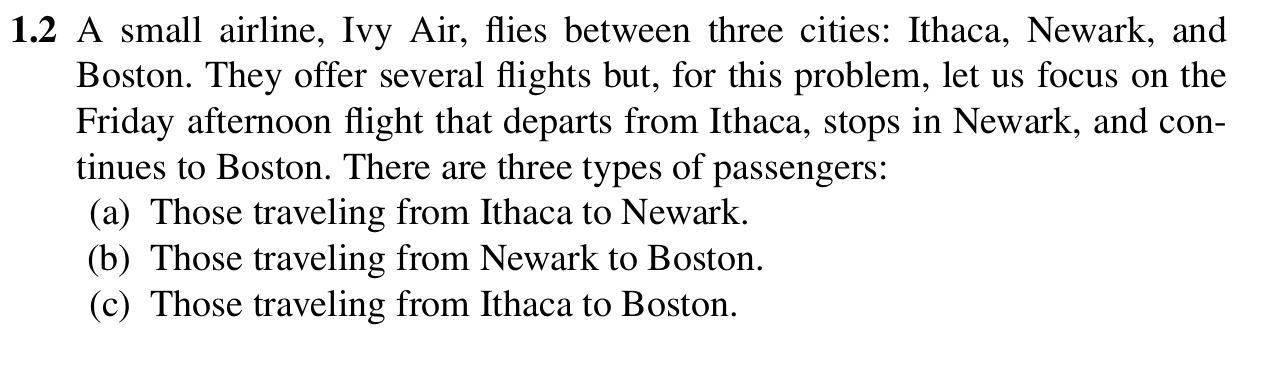 1.2 A small airline, Ivy Air, flies between three cities: Ithaca, Newark, and
Boston. They offer several flights but, for this problem, let us focus on the
Friday afternoon flight that departs from Ithaca, stops in Newark, and con-
tinues to Boston. There are three types of passengers:
(a) Those traveling from Ithaca to Newark.
(b) Those traveling from Newark to Boston.
(c) Those traveling from Ithaca to Boston.